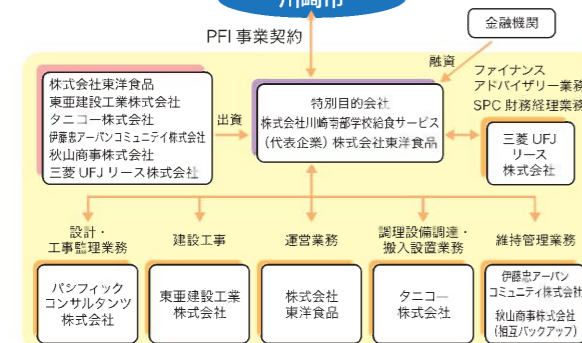 川崎市
PFI 事業契約
金融機関
融資
ファイナンス
アドバイザリー業務
SPC 財務経理業務
株式会社東洋食品
東亜建設工業株式会社
タニコー株式会社
伊藤忠アーバンコミュニテイ株式会社
秋山商事株式会社
三菱 UFJ リース株式会社
出資
特別目的会社
株式会社川崎南部学校給食サービス
(代表企業) 株式会社東洋食品
三菱 UFJ
リース
株式会社
設計・
工事監理業務
建設工事
運営業務
調理設備調達・
搬入設置業務
維持管理業務
パシフィック
コンサルタンツ
株式会社
東亜建設工業
株式会社
株式会社
東洋食品
タニコー
株式会社
伊藤忠アーバン
コミュニティ株式会社
秋山商事株式会社
(相互バックアップ)